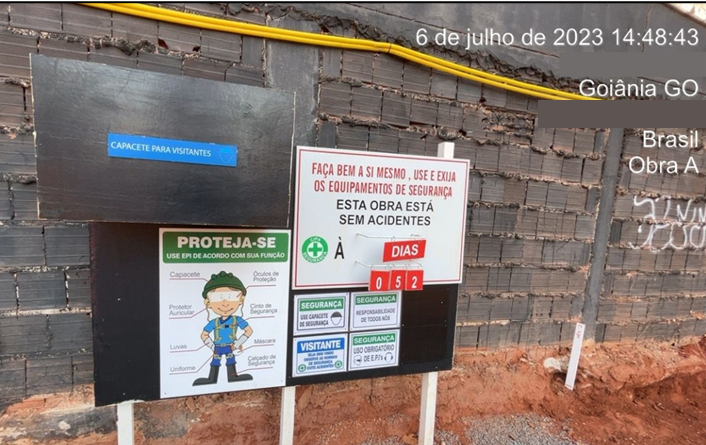 6 de julho de 2023 14:48:43
Goiânia GO
Brasil
Obra A
CAPACETE PARA VISITANTES
FAÇA BEM A SI MESMO , USE E EXIJA
OS EQUIPAMENTOS DE SEGURANÇA
ESTA OBRA ESTÁ
SEM ACIDENTES
À DIAS
0 5 2
PROTEJA-SE
USE EPI DE ACORDO COM SUA FUNÇÃO
Capacete
Óculos de
Proteção
Protetor
Auricular
Cinto de
Segurança
Luvas
Máscara
Uniforme
Calçado de
Segurança
SEGURANÇA
USE CAPACETE
DE SEGURANÇA
SEGURANÇA
RESPONSABILIDADE
DE TODOS NÓS
VISITANTE
SEJA BEM VINDO
SEGURANÇA
USO OBRIGATÓRIO
DE E.P.I's